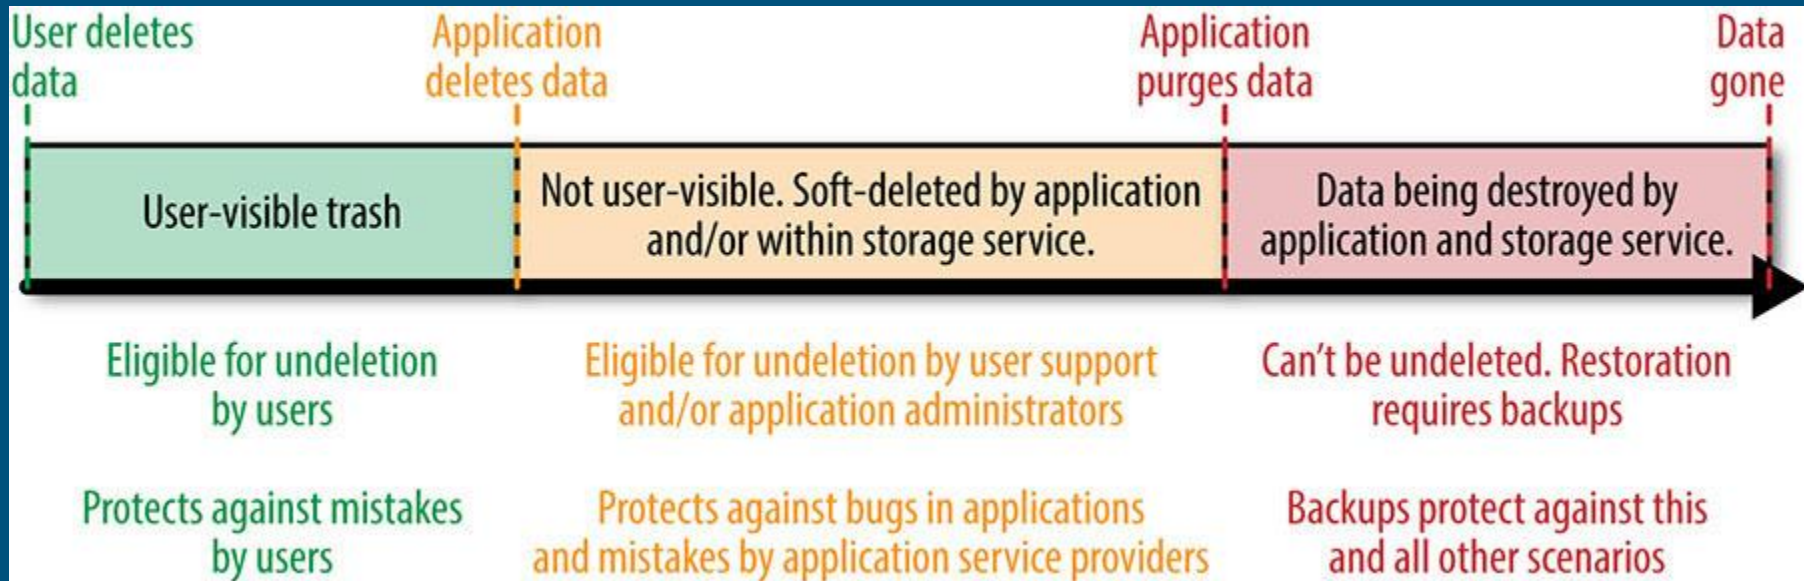 User deletes
data
Application
deletes data
Application
purges data
Data
gone
User-visible trash
Not user-visible. Soft-deleted by application
and/or within storage service.
Data being destroyed by
application and storage service.
Eligible for undeletion
by users
Eligible for undeletion by user support
and/or application administrators
Can't be undeleted. Restoration
requires backups
Protects against mistakes
by users
Protects against bugs in applications
and mistakes by application service providers
Backups protect against this
and all other scenarios